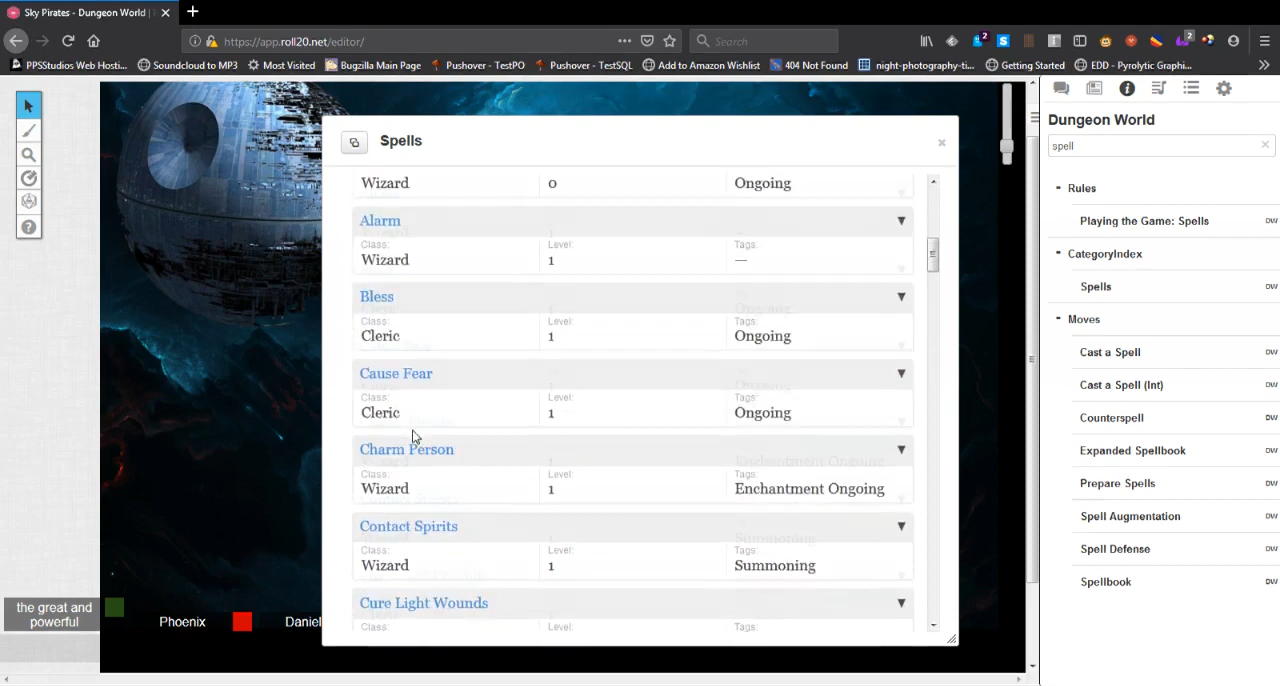 Sky Pirates - Dungeon World |
https://app.roll20.net/editor/
Search
2
2
PPSStudios Web Hosti...
Soundcloud to MP3
Most Visited
Bugzilla Main Page
Pushover - TestPO
Pushover - TestSQL
Add to Amazon Wishlist
404 Not Found
night-photography-ti...
Getting Started
EDD - Pyrolytic Graphi...
Spells
Wizard 0 Ongoing
Alarm
Class: Level: Tags:
Wizard 1 —
Bless
Class: Level: Tags:
Cleric 1 Ongoing
Cause Fear
Class: Level: Tags:
Cleric 1 Ongoing
Charm Person
Class: Level: Tags:
Wizard 1 Enchantment Ongoing
Contact Spirits
Class: Level: Tags:
Wizard 1 Summoning
Cure Light Wounds
Class: Level: Tags:
the great and
powerful
Phoenix
Daniel
Dungeon World
spell
Rules
Playing the Game: Spells DW
CategoryIndex
Spells DW
Moves
Cast a Spell DW
Cast a Spell (Int) DW
Counterspell DW
Expanded Spellbook DW
Prepare Spells DW
Spell Augmentation DW
Spell Defense DW
Spellbook DW